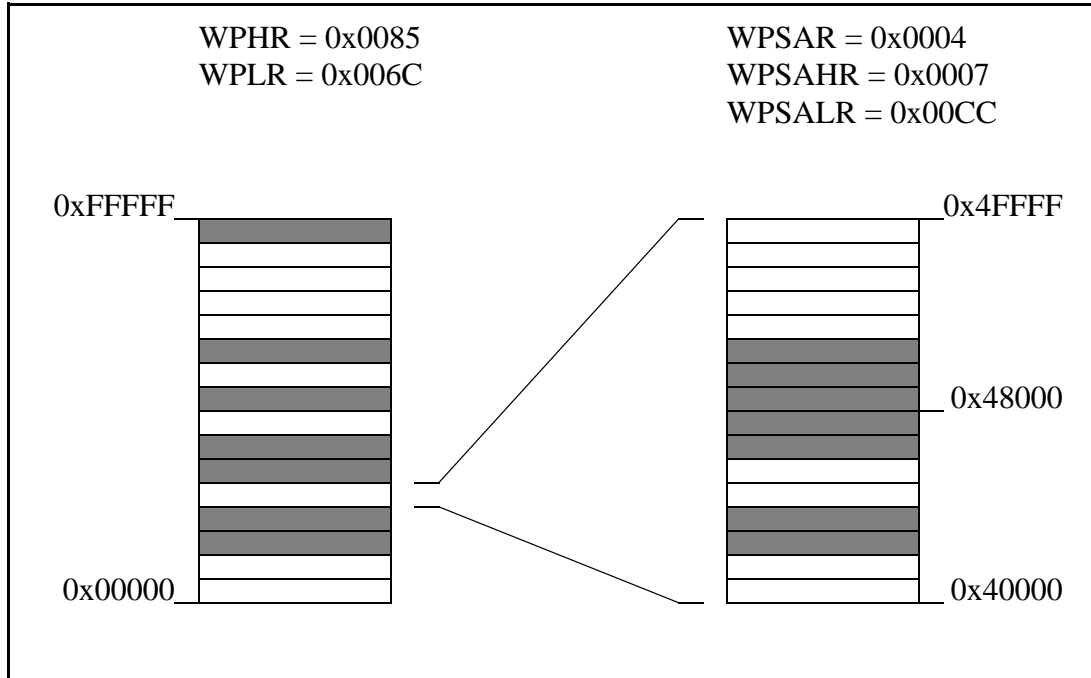 WPHR = 0x0085
WPLR = 0x006C
WPSAR = 0x0004
WPSAHR = 0x0007
WPSALR = 0x00CC
0xFFFFF
0x00000
0x4FFFF
0x48000
0x40000